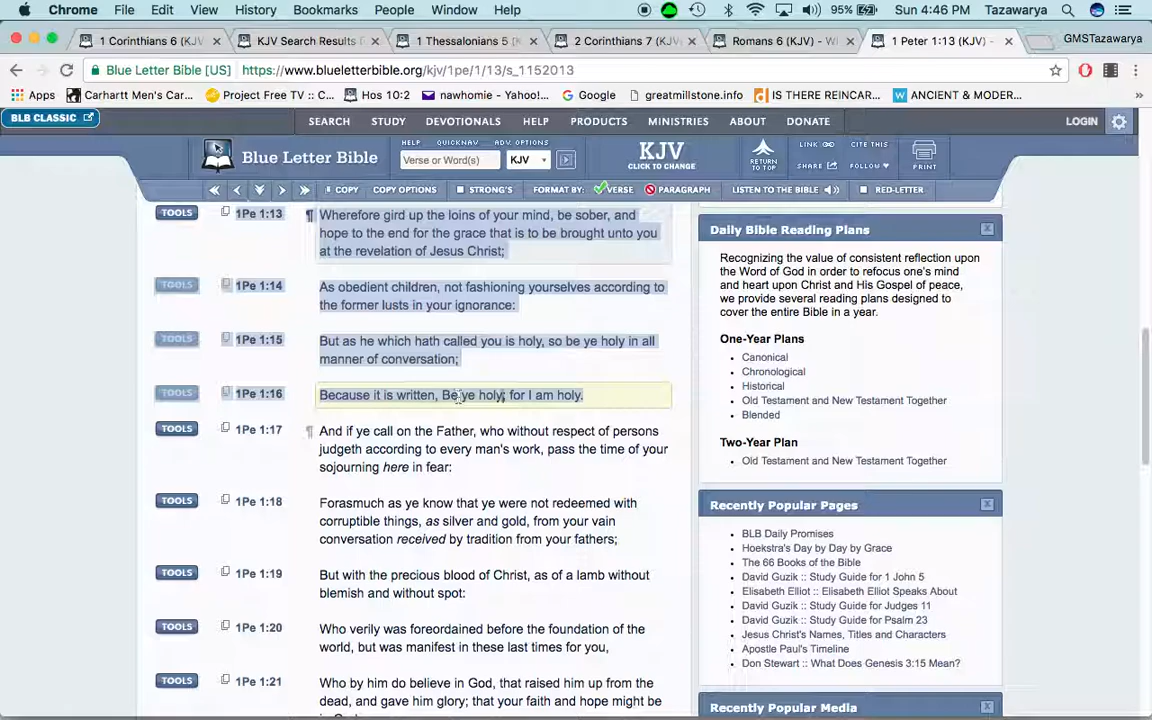 Chrome File Edit View History Bookmarks People Window Help 95% Sun 4:46 PM Tazawarya
1 Corinthians 6 (KJV) KJV Search Results 1 Thessalonians 5 [K 2 Corinthians 7 (KJV) Romans 6 (KJV) 1 Peter 1:13 (KJV) - GMSTazawarya
Blue Letter Bible [US] https://www.blueletterbible.org/kjv/1pe/1/13/s_1152013
Apps Carhartt Men's Car... Project Free TV :: C... Hos 10:2 nawhomie - Yahoo!... Google greatmillstone.info IS THERE REINCAR... ANCIENT & MODER... »
BLB CLASSIC
SEARCH STUDY DEVOTIONALS HELP PRODUCTS MINISTRIES ABOUT DONATE LOGIN
HELP QUICKNAV ADV. OPTIONS
Blue Letter Bible Verse or Word(s) KJV
KJV
CLICK TO CHANGE
RETURN TO TOP
LINK CITE THIS
SHARE FOLLOW PRINT
COPY COPY OPTIONS STRONG'S FORMAT BY: VERSE PARAGRAPH LISTEN TO THE BIBLE RED-LETTER
TOOLS 1Pe 1:13 ¶ Wherefore gird up the loins of your mind, be sober, and
hope to the end for the grace that is to be brought unto you
at the revelation of Jesus Christ;
TOOLS 1Pe 1:14 As obedient children, not fashioning yourselves according to
the former lusts in your ignorance:
TOOLS 1Pe 1:15 But as he which hath called you is holy, so be ye holy in all
manner of conversation;
TOOLS 1Pe 1:16 Because it is written, Be ye holy; for I am holy.
TOOLS 1Pe 1:17 ¶ And if ye call on the Father, who without respect of persons
judgeth according to every man's work, pass the time of your
sojourning here in fear:
TOOLS 1Pe 1:18 Forasmuch as ye know that ye were not redeemed with
corruptible things, as silver and gold, from your vain
conversation received by tradition from your fathers;
TOOLS 1Pe 1:19 But with the precious blood of Christ, as of a lamb without
blemish and without spot:
TOOLS 1Pe 1:20 Who verily was foreordained before the foundation of the
world, but was manifest in these last times for you,
TOOLS 1Pe 1:21 Who by him do believe in God, that raised him up from the
dead, and gave him glory; that your faith and hope might be
Daily Bible Reading Plans
Recognizing the value of consistent reflection upon
the Word of God in order to refocus one's mind
and heart upon Christ and His Gospel of peace,
we provide several reading plans designed to
cover the entire Bible in a year.
One-Year Plans
• Canonical
• Chronological
• Historical
• Old Testament and New Testament Together
• Blended
Two-Year Plan
• Old Testament and New Testament Together
Recently Popular Pages
• BLB Daily Promises
• Hoekstra's Day by Day by Grace
• The 66 Books of the Bible
• David Guzik :: Study Guide for 1 John 5
• Elisabeth Elliot :: Elisabeth Elliot Speaks About
• David Guzik :: Study Guide for Judges 11
• David Guzik :: Study Guide for Psalm 23
• Jesus Christ's Names, Titles and Characters
• Apostle Paul's Timeline
• Don Stewart :: What Does Genesis 3:15 Mean?
Recently Popular Media